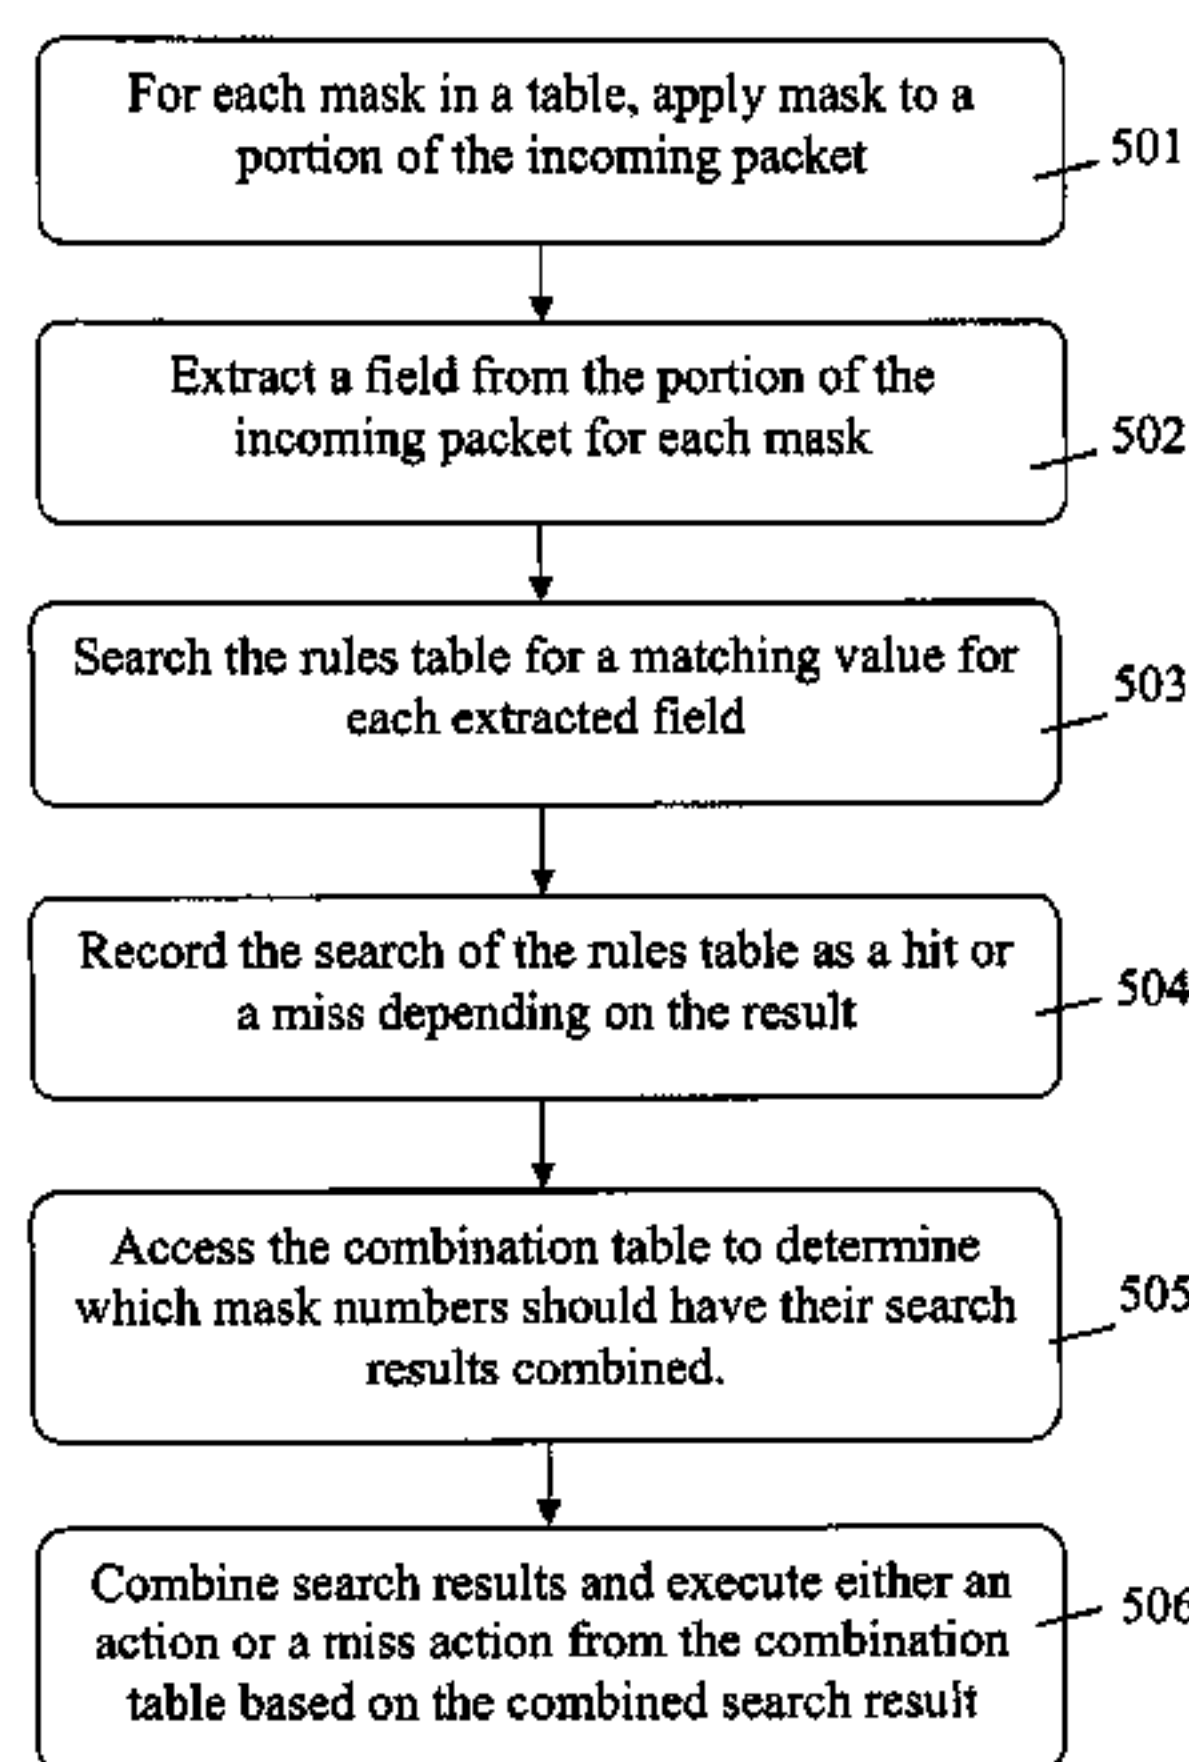 For each mask in a table, apply mask to a
portion of the incoming packet
501
Extract a field from the portion of the
incoming packet for each mask
502
Search the rules table for a matching value for
each extracted field
503
Record the search of the rules table as a hit or
a miss depending on the result
504
Access the combination table to determine
which mask numbers should have their search
results combined.
505
Combine search results and execute either an
action or a miss action from the combination
table based on the combined search result
506